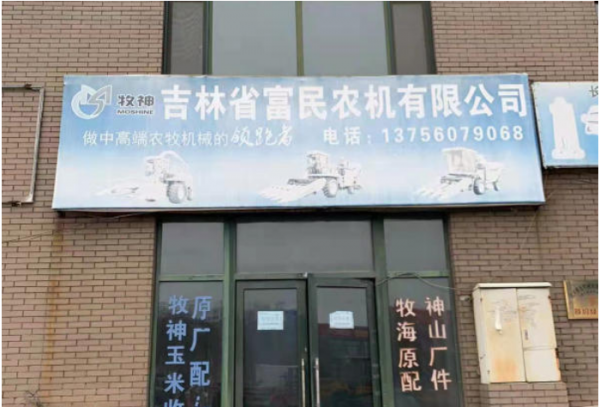 牧神 吉林省富民农机有限公司
MOSHINE
做中高端农牧机械的领跑者 电话：13756079068
原厂配
牧神玉米收
神山厂件
牧海原配